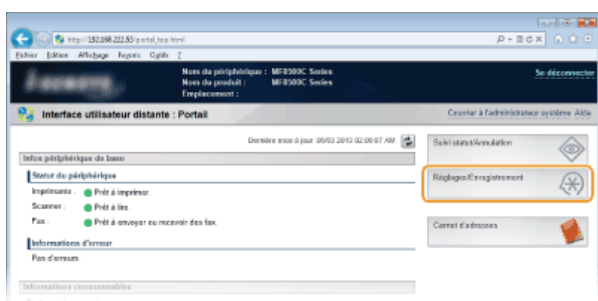 http://192.168.222.53/portal_top.html
Fichier Edition Affichage Favoris Outils ?
Nom du périphérique : MF8500C Series
Nom du produit : MF8500C Series
Emplacement :
Se déconnecter
Interface utilisateur distante : Portail
Courrier à l'administrateur système Aide
Dernière mise à jour :05/03 2013 02:08:07 AM
Infos périphérique de base
Statut du périphérique
Imprimante : Prêt à imprimer.
Scanner : Prêt à lire.
Fax : Prêt à envoyer ou recevoir des fax.
Informations d'erreur
Pas d'erreurs.
Informations consommables
Suivi statut/Annulation
Réglages/Enregistrement
Carnet d'adresses